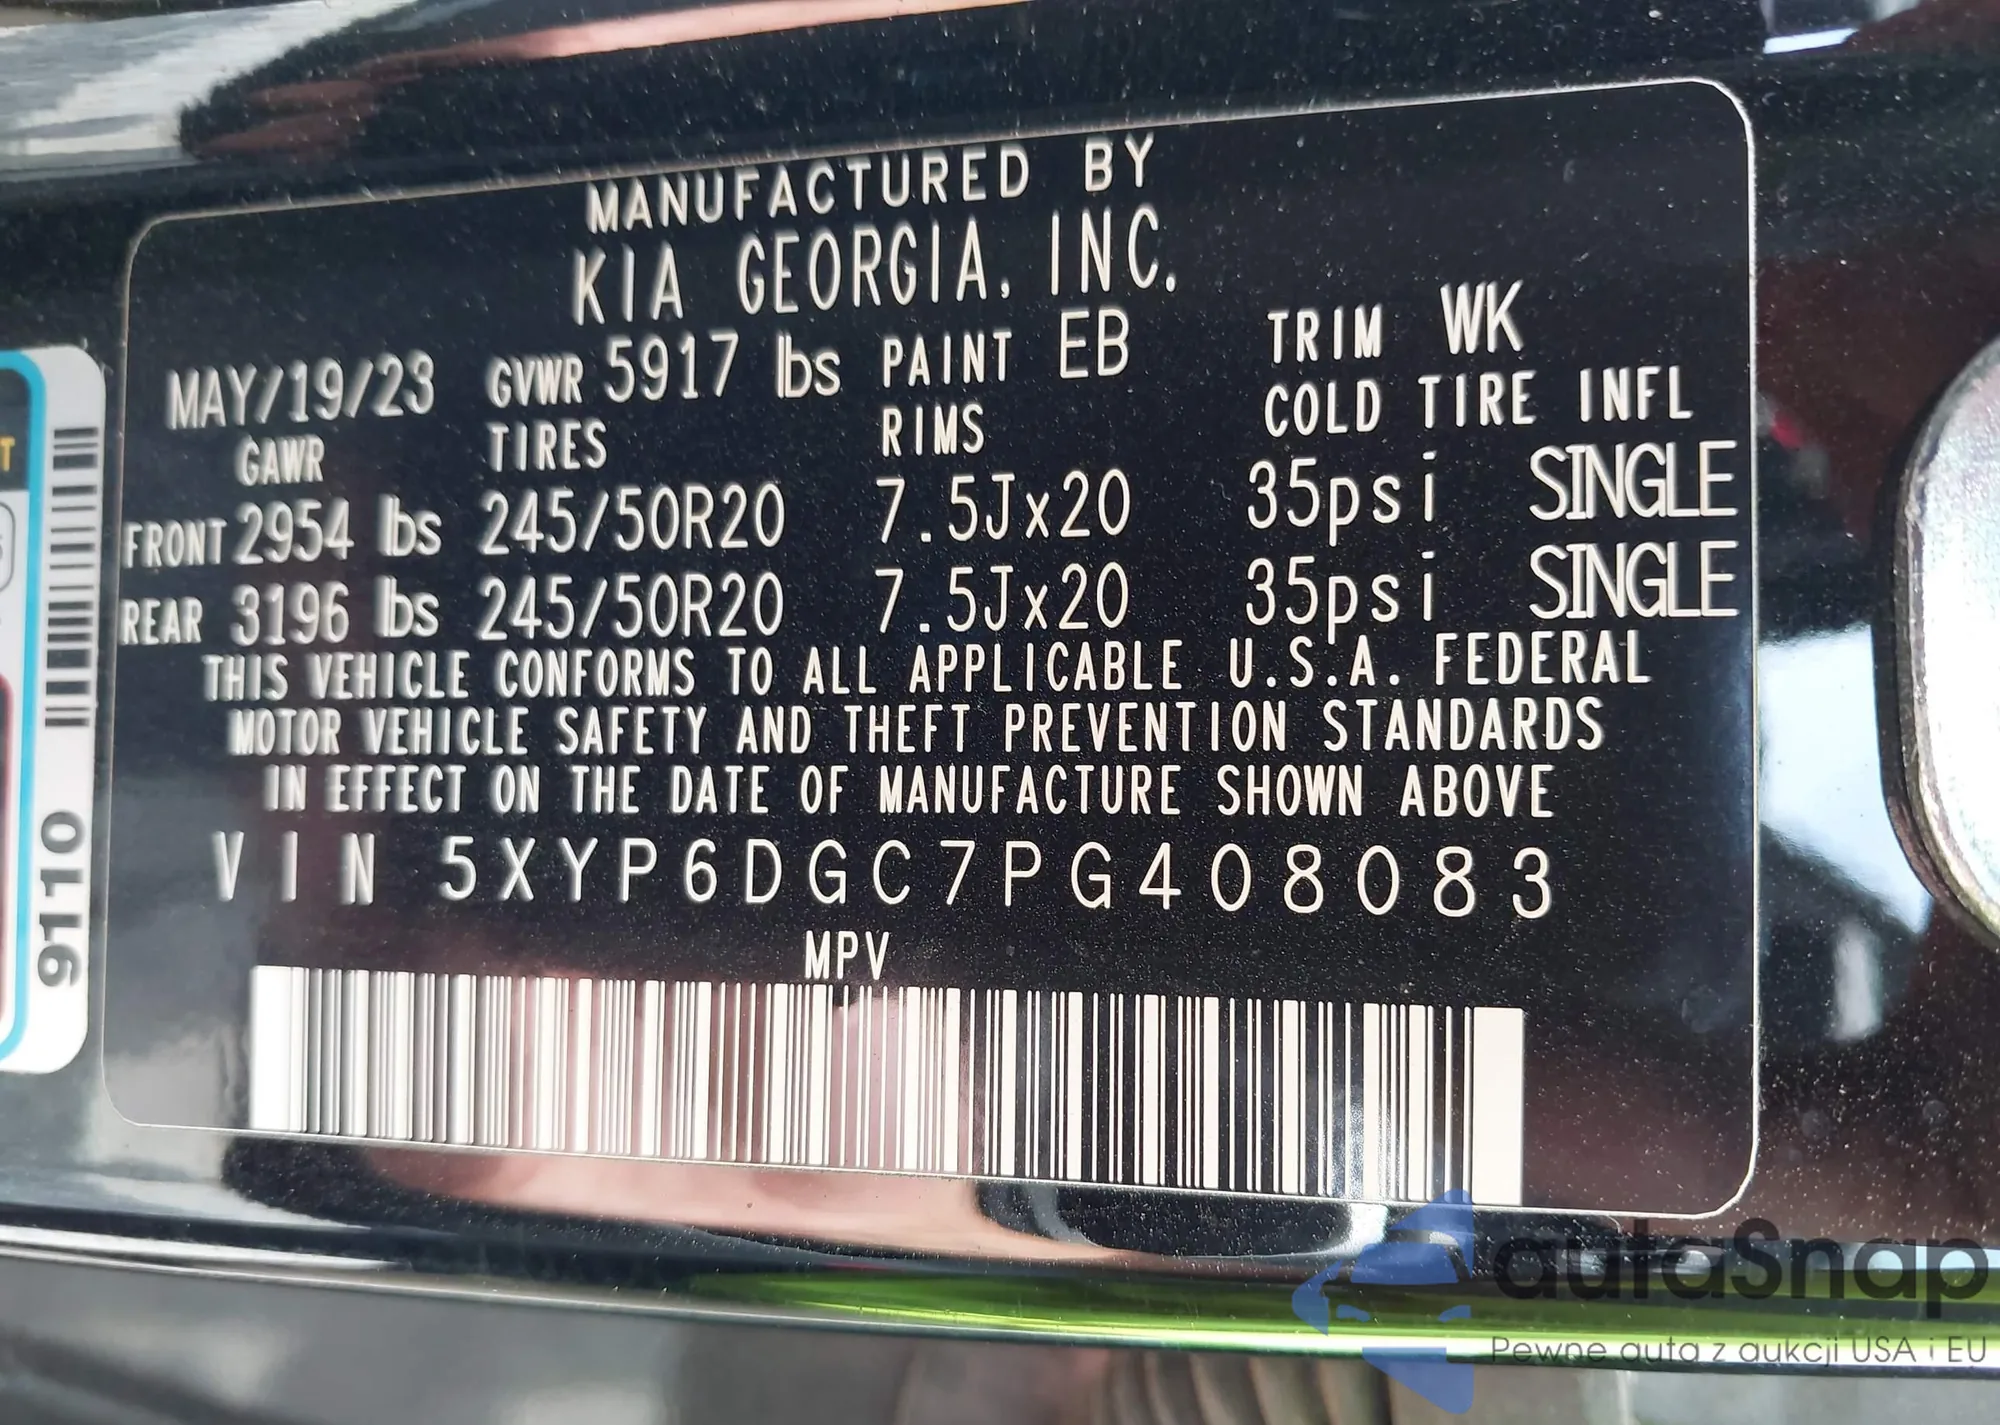 MANUFACTURED BY
KIA GEORGIA, INC.
MAY/19/23 GVWR 5917 lbs PAINT EB TRIM WK
GAWR TIRES RIMS COLD TIRE INFL
FRONT 2954 lbs 245/50R20 7.5Jx20 35psi SINGLE
REAR 3196 lbs 245/50R20 7.5Jx20 35psi SINGLE
THIS VEHICLE CONFORMS TO ALL APPLICABLE U.S.A. FEDERAL
MOTOR VEHICLE SAFETY AND THEFT PREVENTION STANDARDS
IN EFFECT ON THE DATE OF MANUFACTURE SHOWN ABOVE
VIN 5XYP6DGC7PG408083
MPV
9110
T
autaSnap
Pewne auta z aukcji USA i EU